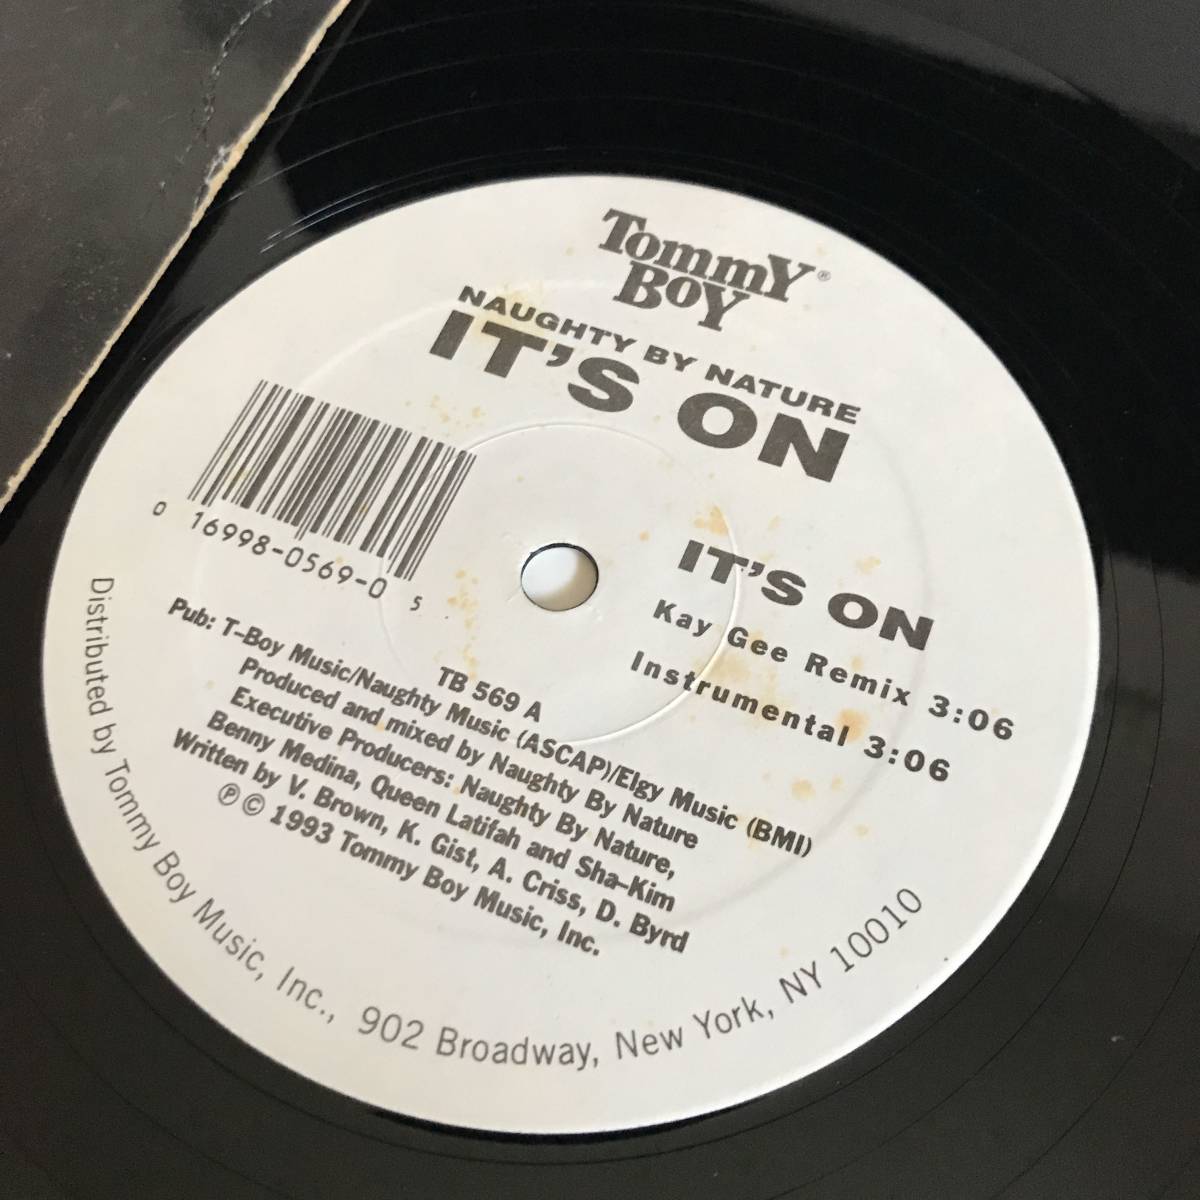 Tommy
Boy®
NAUGHTY BY NATURE
IT'S ON
0 16998-0569-0 5
IT'S ON
Kay Gee Remix 3:06
Instrumental 3:06
TB 569 A
Pub: T-Boy Music/Naughty Music (ASCAP)/Elgy Music (BMI)
Produced and mixed by Naughty By Nature
Executive Producers: Naughty By Nature,
Benny Medina, Queen Latifah and Sha-Kim
Written by V. Brown, K. Gist, A. Criss, D. Byrd
℗ © 1993 Tommy Boy Music, Inc.
Distributed by Tommy Boy Music, Inc., 902 Broadway, New York, NY 10010